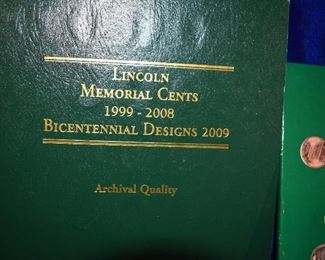 Lincoln
Memorial Cents
1999 - 2008
Bicentennial Designs 2009
Archival Quality